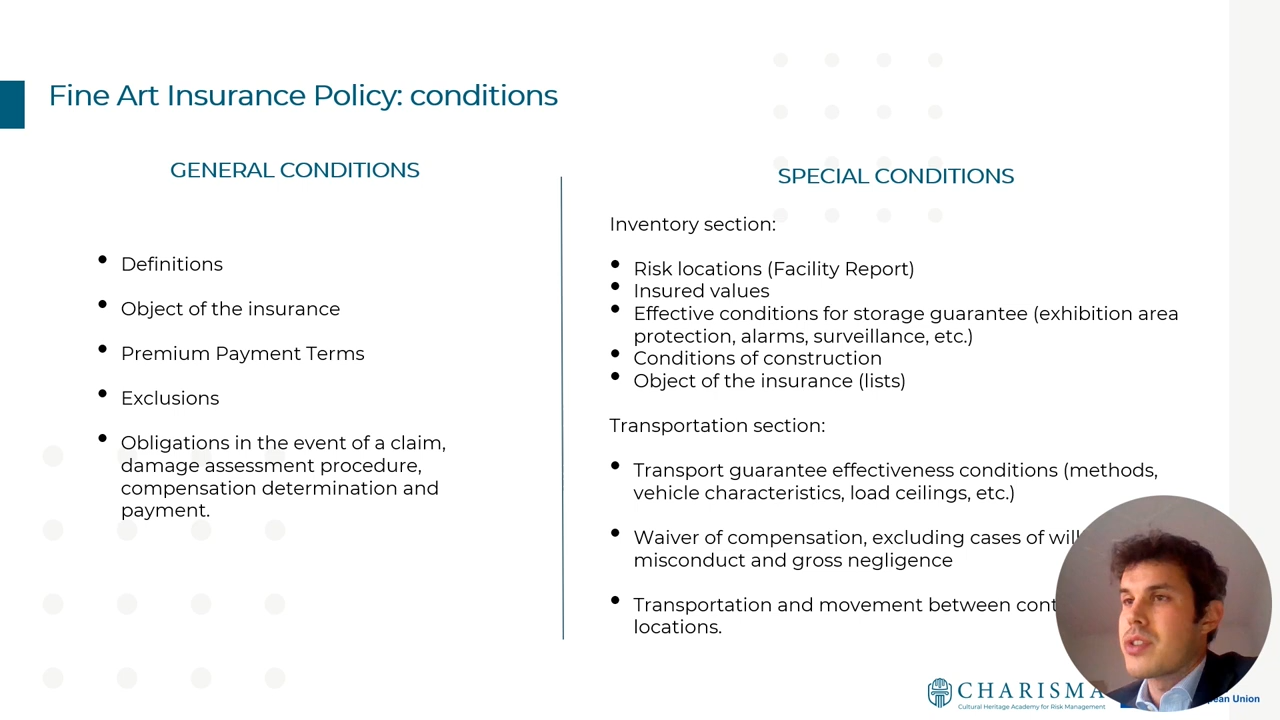 Fine Art Insurance Policy: conditions
GENERAL CONDITIONS
• Definitions
• Object of the insurance
• Premium Payment Terms
• Exclusions
• Obligations in the event of a claim,
damage assessment procedure,
compensation determination and
payment.
SPECIAL CONDITIONS
Inventory section:
• Risk locations (Facility Report)
• Insured values
• Effective conditions for storage guarantee (exhibition area
protection, alarms, surveillance, etc.)
• Conditions of construction
• Object of the insurance (lists)
Transportation section:
• Transport guarantee effectiveness conditions (methods,
vehicle characteristics, load ceilings, etc.)
• Waiver of compensation, excluding cases of
misconduct and gross negligence
• Transportation and movement between
locations.
CHARISMA
Cultural Heritage Academy for Risk Management
Union